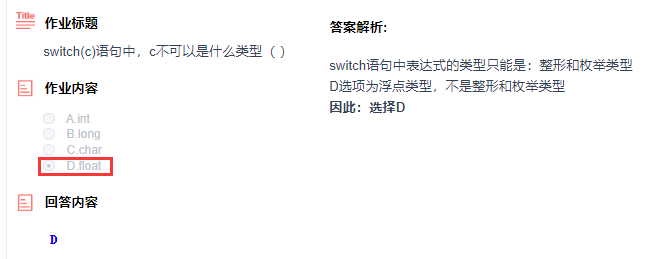 Title 作业标题
switch(c)语句中，c不可以是什么类型（ ）
作业内容
A.int
B.long
C.char
D.float
回答内容
D
答案解析:
switch语句中表达式的类型只能是：整形和枚举类型
D选项为浮点类型，不是整形和枚举类型
因此：选择D